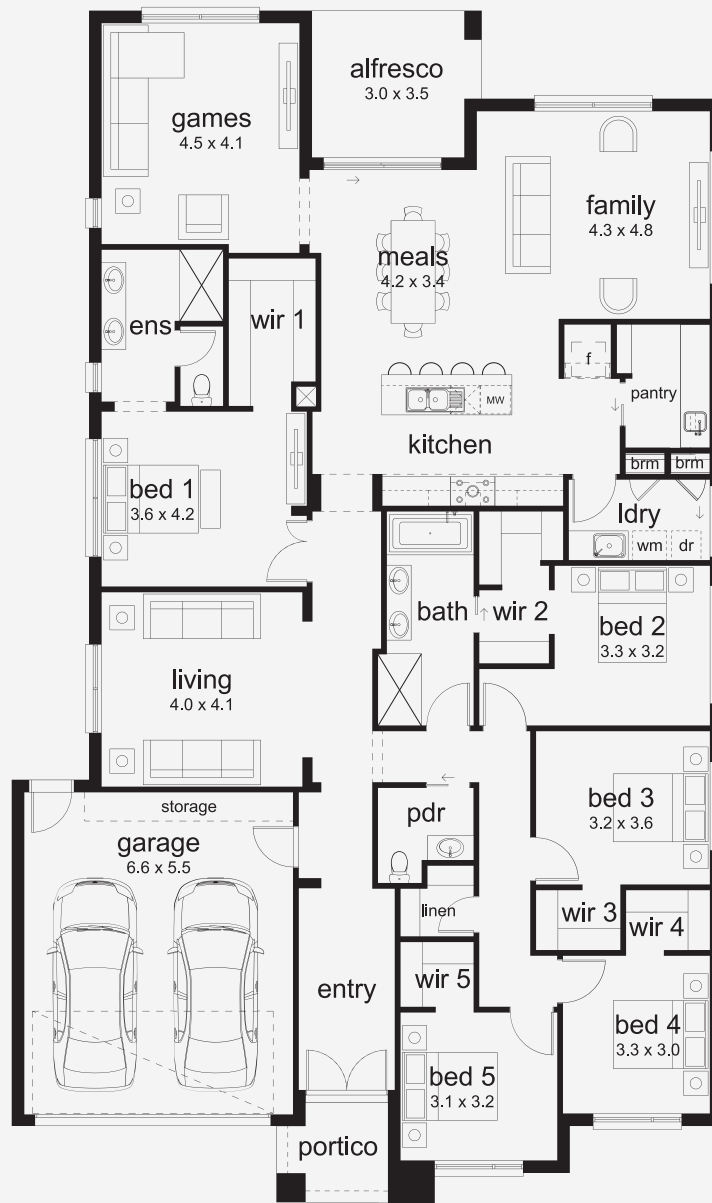 alfresco
3.0 x 3.5
games
4.5 x 4.1
family
4.3 x 4.8
meals
4.2 x 3.4
ens
wir 1
f
pantry
MW
kitchen
brm
brm
bed 1
3.6 x 4.2
ldry
wm
dr
bath
wir 2
bed 2
3.3 x 3.2
living
4.0 x 4.1
storage
garage
6.6 x 5.5
pdr
bed 3
3.2 x 3.6
linen
wir 3
wir 4
wir 5
entry
bed 4
3.3 x 3.0
bed 5
3.1 x 3.2
portico